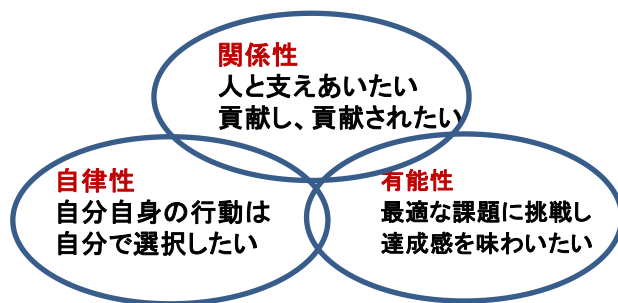 関係性
人と支えあいたい
貢献し、貢献されたい
自律性
自分自身の行動は
自分で選択したい
有能性
最適な課題に挑戦し
達成感を味わいたい